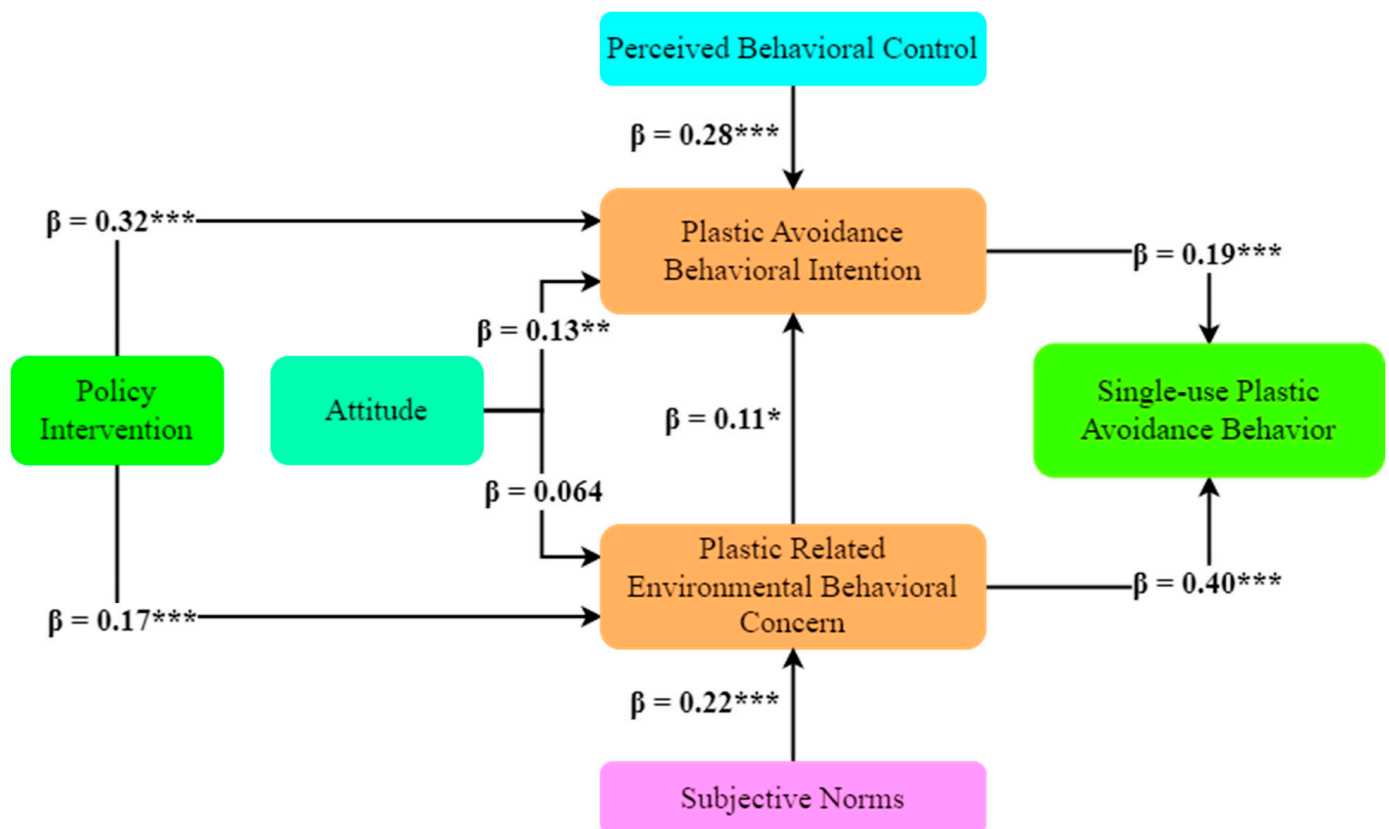 Perceived Behavioral Control
β = 0.28***
β = 0.32***
Plastic Avoidance
Behavioral Intention
β = 0.19***
β = 0.13**
Policy
Intervention
Attitude
β = 0.11*
Single-use Plastic
Avoidance Behavior
β = 0.064
Plastic Related
Environmental Behavioral
Concern
β = 0.40***
β = 0.17***
β = 0.22***
Subjective Norms